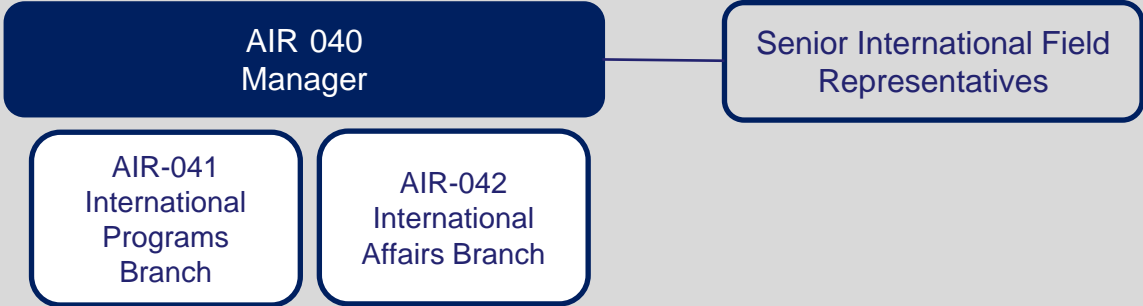 AIR 040
Manager
Senior International Field
Representatives
AIR-041
International
Programs
Branch
AIR-042
International
Affairs Branch